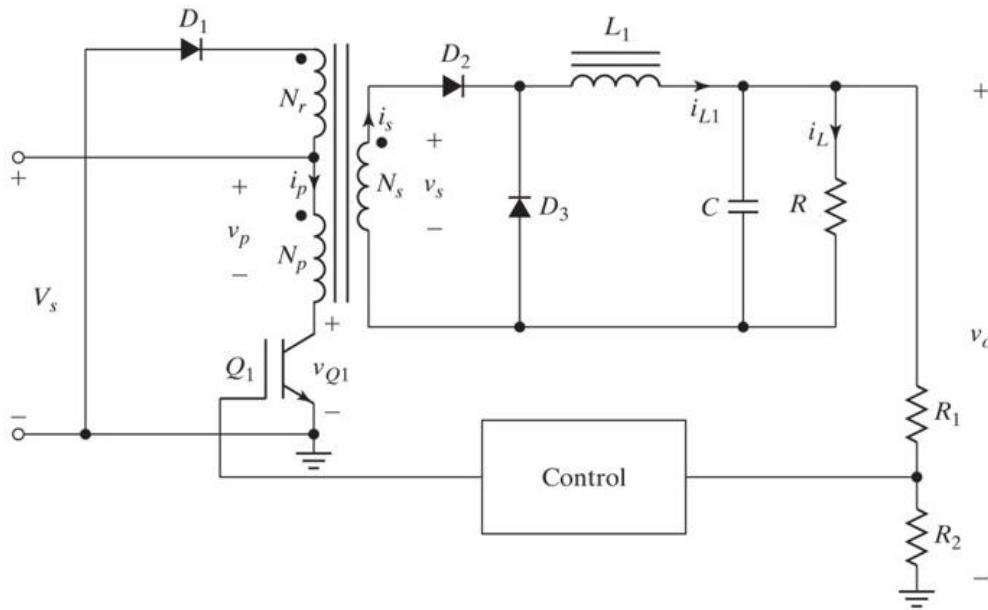 D1
L1
D2
Nr
iL1
+
is
+
iL
+
ip
+
Ns
vs
D3
C
R
vp
−
Np
−
Vs
+
vo
Q1
vQ1
−
−
R1
Control
R2
−